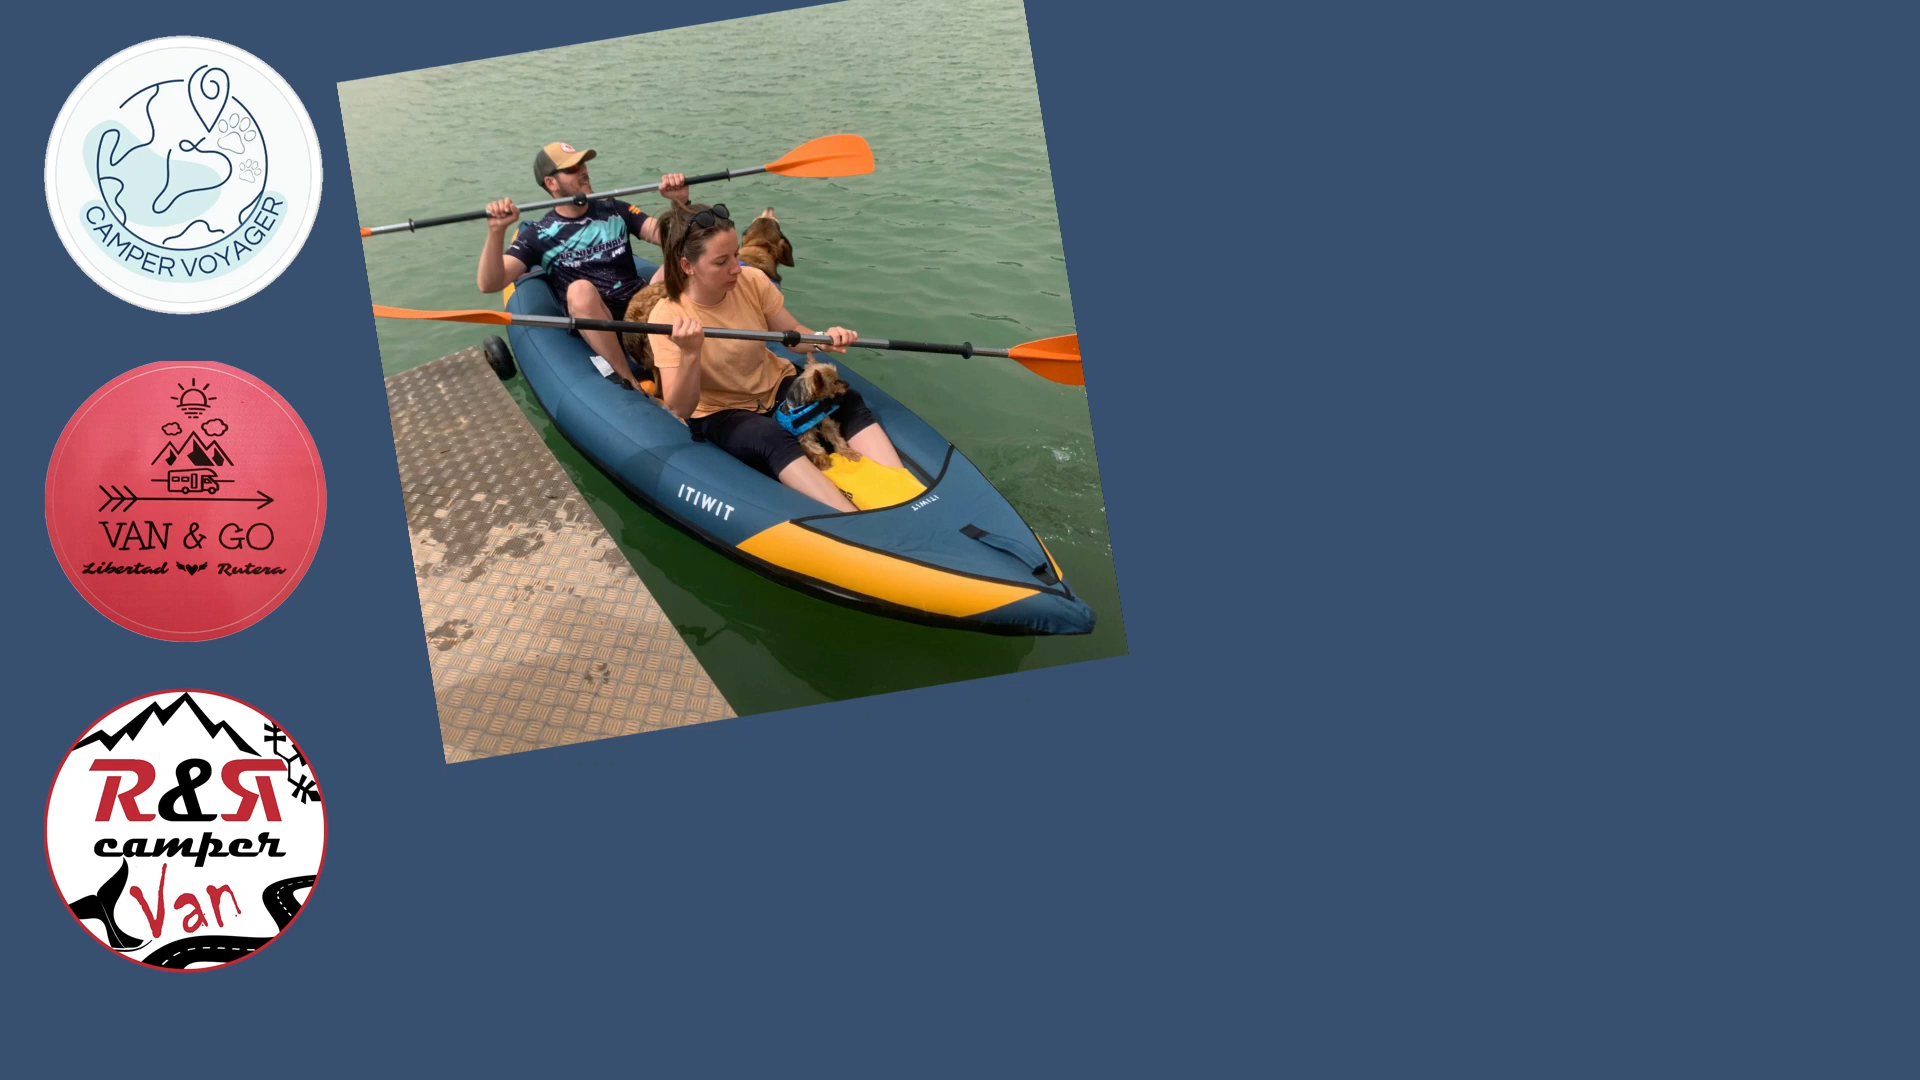 CAMPER VOYAGER
VAN & GO
Libertad Rutera
R&R
camper
Van
ITIWIT
ITIWIT